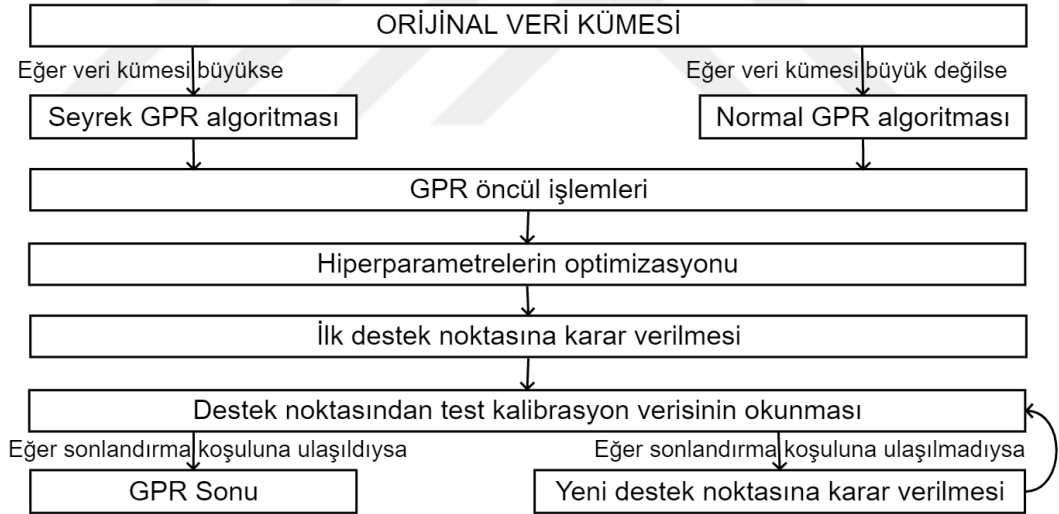 ORİJİNAL VERİ KÜMESİ
Eğer veri kümesi büyükse
Eğer veri kümesi büyük değilse
Seyrek GPR algoritması
Normal GPR algoritması
GPR öncül işlemleri
Hiperparametrelerin optimizasyonu
İlk destek noktasına karar verilmesi
Destek noktasından test kalibrasyon verisinin okunması
Eğer sonlandırma koşuluna ulaşıldıysa
Eğer sonlandırma koşuluna ulaşılmadıysa
GPR Sonu
Yeni destek noktasına karar verilmesi